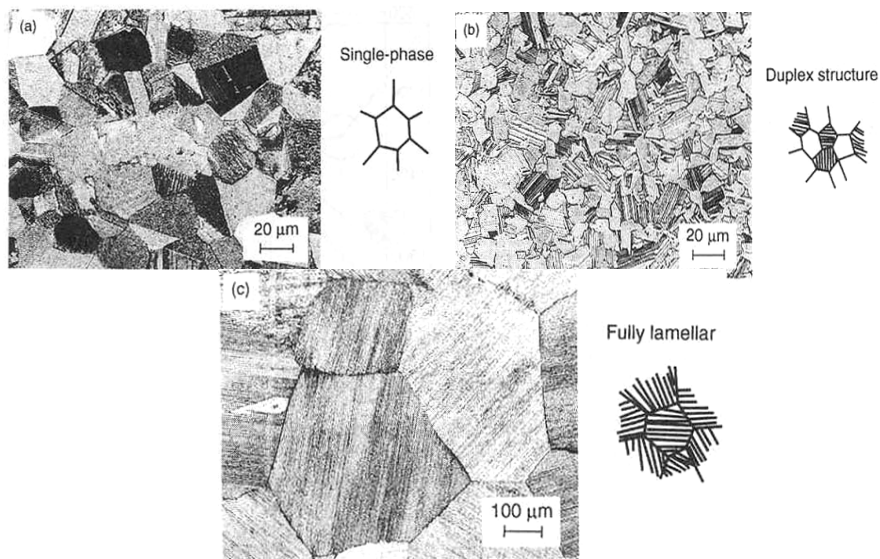 (a)
Single-phase
20 μm
(b)
Duplex structure
20 μm
(c)
Fully lamellar
100 μm